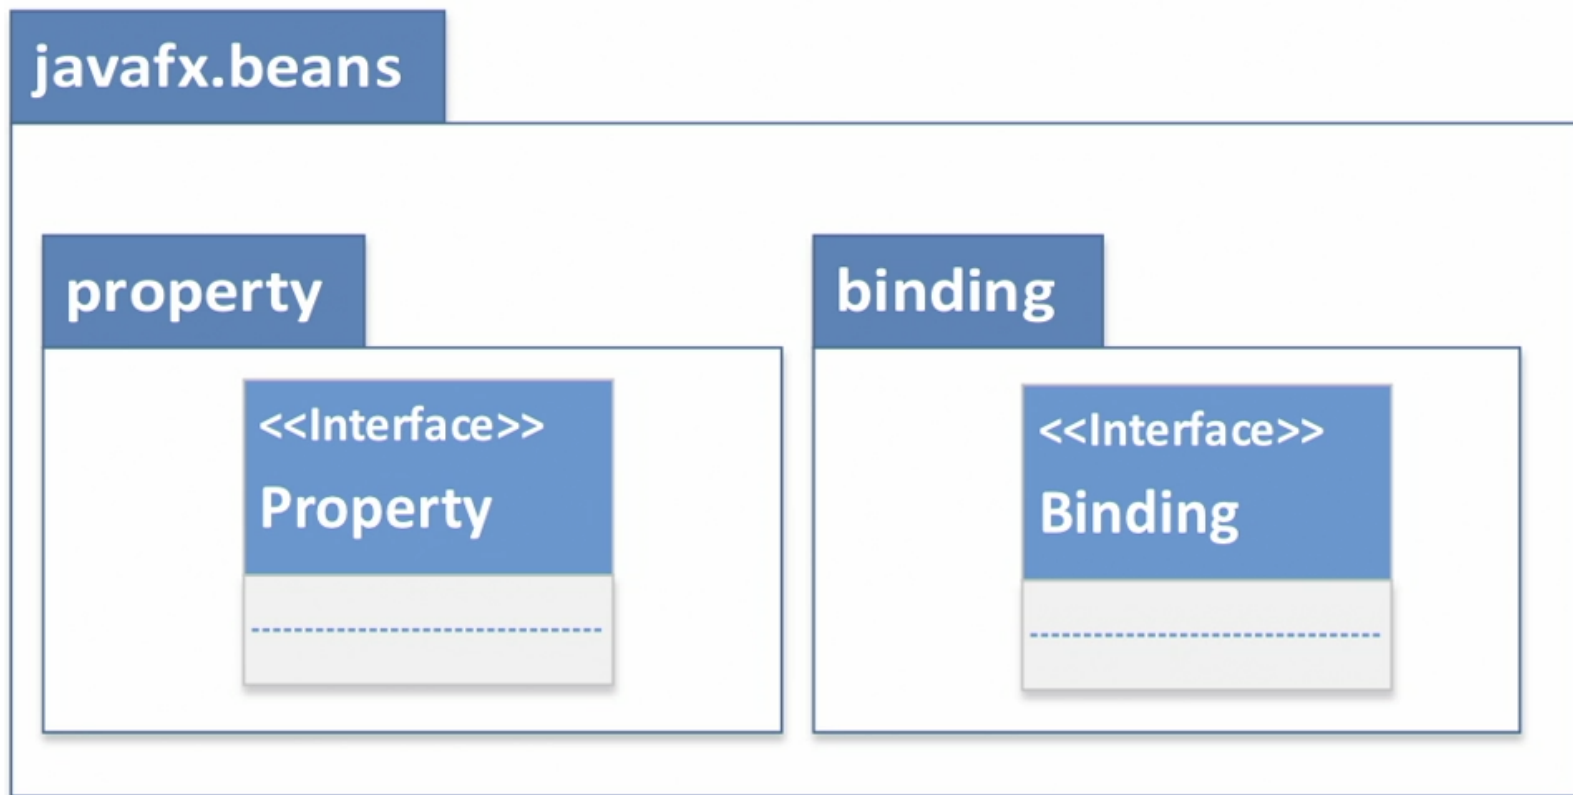 javafx.beans
property
<<Interface>>
Property
binding
<<Interface>>
Binding